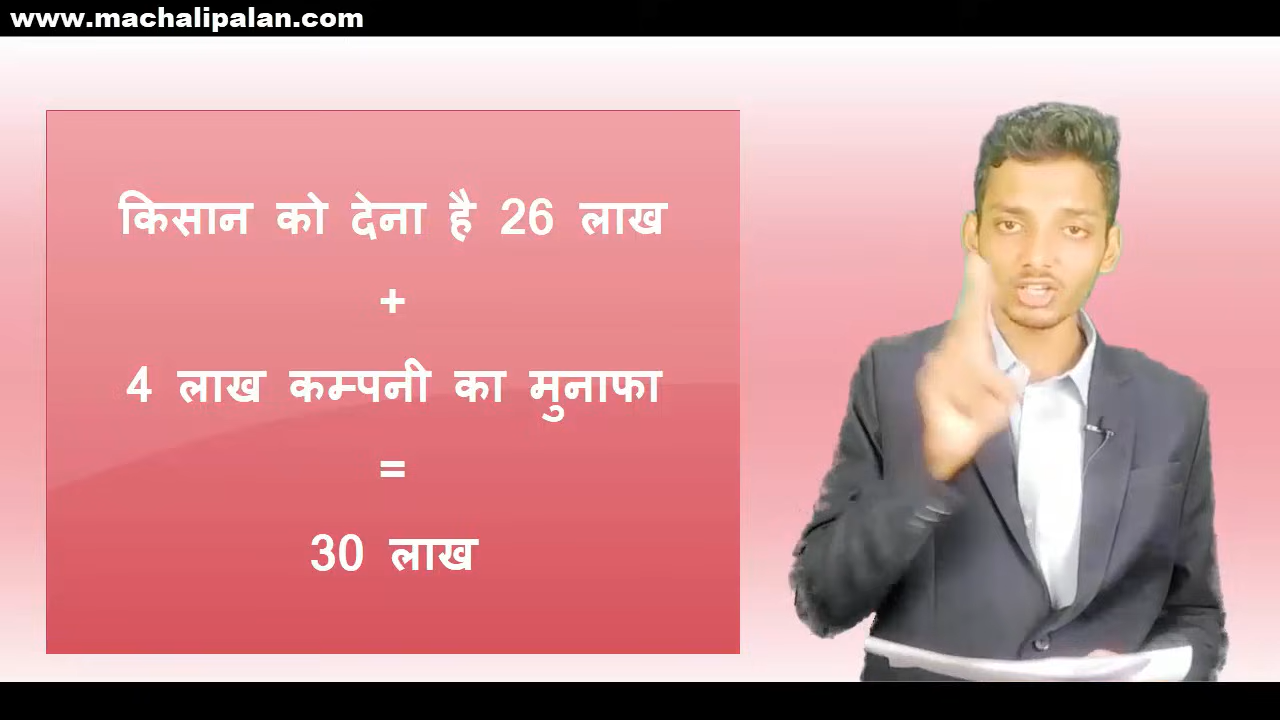 www.machalipalan.com
किसान को देना है 26 लाख
+
4 लाख कम्पनी का मुनाफा
=
30 लाख